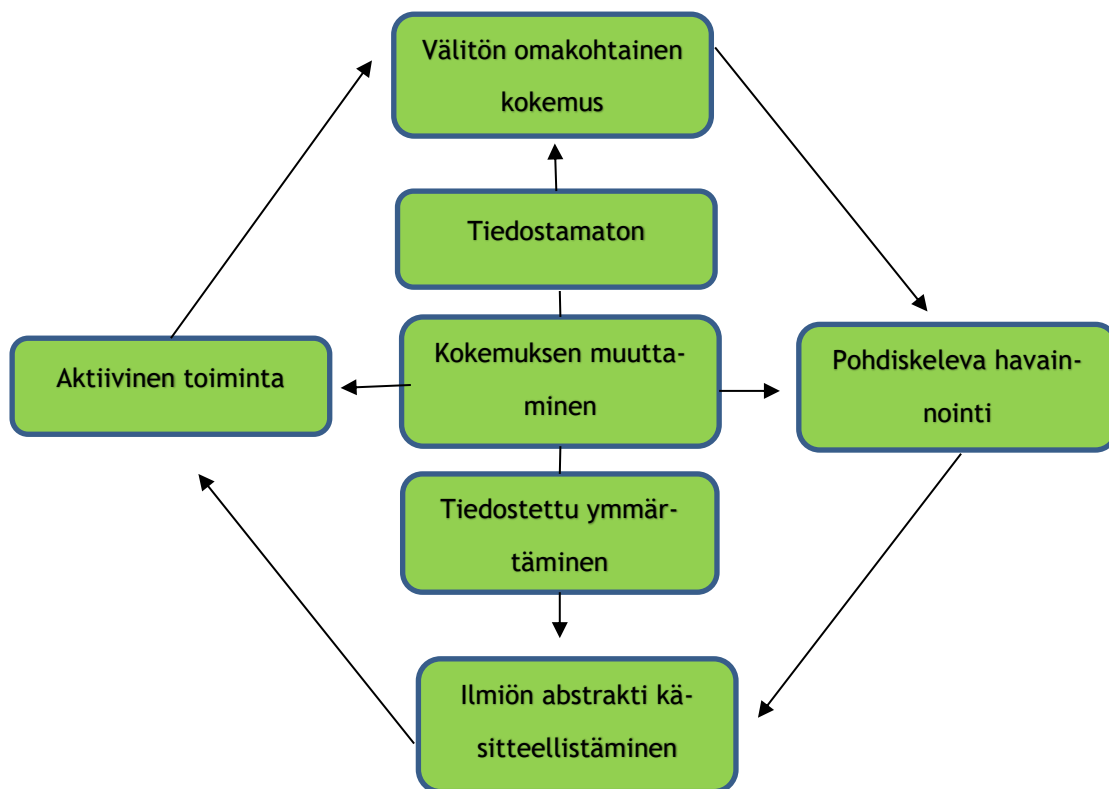 Välitön omakohtainen
kokemus
Tiedostamaton
Aktiivinen toiminta
Kokemuksen muutta-
minen
Pohdiskeleva havain-
nointi
Tiedostettu ymmär-
täminen
Ilmiön abstrakti kä-
sitteellistäminen